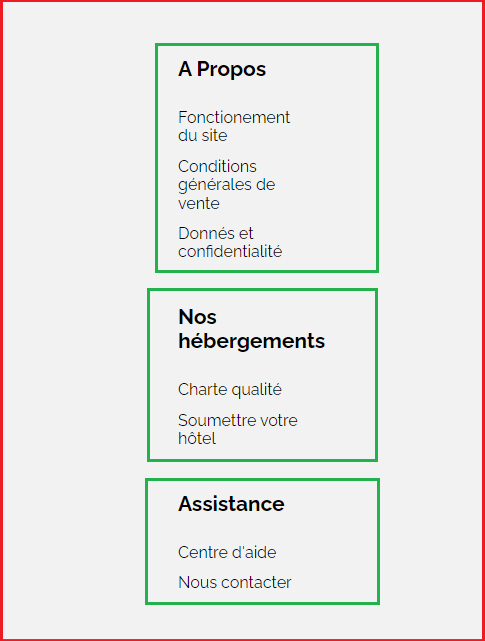 A Propos
Fonctionement
du site
Conditions
générales de
vente
Donnés et
confidentialité
Nos
hébergements
Charte qualité
Soumettre votre
hôtel
Assistance
Centre d'aide
Nous contacter